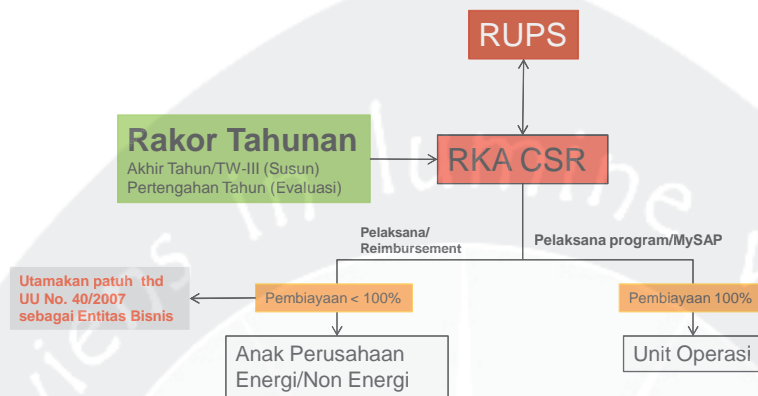 RUPS
Rakor Tahunan
Akhir Tahun/TW-III (Susun)
Pertengahan Tahun (Evaluasi)
RKA CSR
Pelaksana/
Reimbursement
Pelaksana program/MySAP
Utamakan patuh thd
UU No. 40/2007
sebagai Entitas Bisnis
Pembiayaan < 100%
Pembiayaan 100%
Anak Perusahaan
Energi/Non Energi
Unit Operasi
in lumine